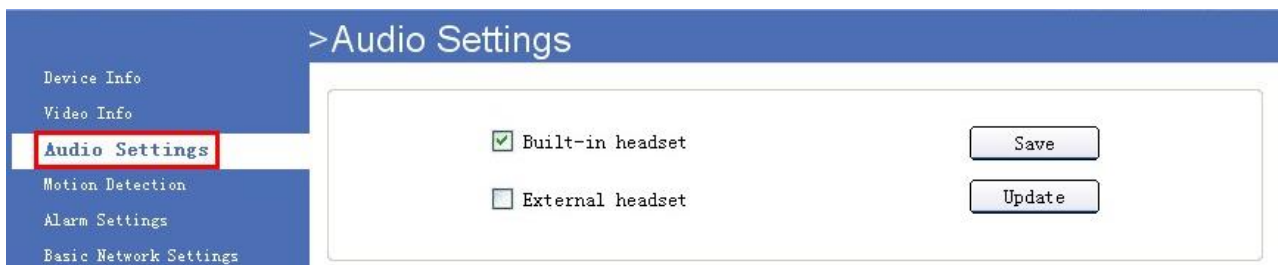 >Audio Settings
Device Info
Video Info
Audio Settings
Motion Detection
Alarm Settings
Basic Network Settings
Built-in headset
Save
External headset
Update